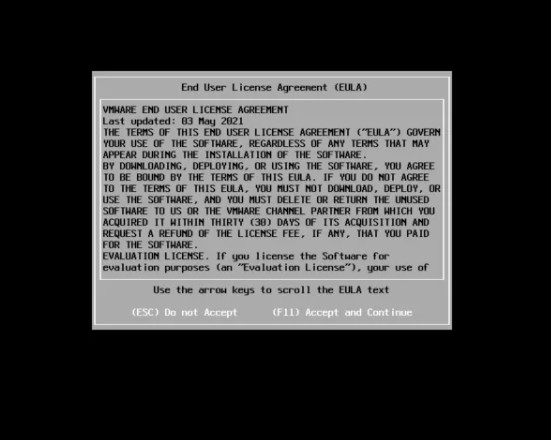 End User License Agreement (EULA)
VMWARE END USER LICENSE AGREEMENT
Last updated: 03 May 2021
THE TERMS OF THIS END USER LICENSE AGREEMENT ("EULA") GOVERN
YOUR USE OF THE SOFTWARE, REGARDLESS OF ANY TERMS THAT MAY
APPEAR DURING THE INSTALLATION OF THE SOFTWARE.
BY DOWNLOADING, DEPLOYING, OR USING THE SOFTWARE, YOU AGREE
TO BE BOUND BY THE TERMS OF THIS EULA. IF YOU DO NOT AGREE
TO THE TERMS OF THIS EULA, YOU MUST NOT DOWNLOAD, DEPLOY, OR
USE THE SOFTWARE, AND YOU MUST DELETE OR RETURN THE UNUSED
SOFTWARE TO US OR THE VMWARE CHANNEL PARTNER FROM WHICH YOU
ACQUIRED IT WITHIN THIRTY (30) DAYS OF ITS ACQUISITION AND
REQUEST A REFUND OF THE LICENSE FEE, IF ANY, THAT YOU PAID
FOR THE SOFTWARE.
EVALUATION LICENSE. If you license the Software for
evaluation purposes (an "Evaluation License"), your use of
Use the arrow keys to scroll the EULA text
(ESC) Do not Accept (F11) Accept and Continue